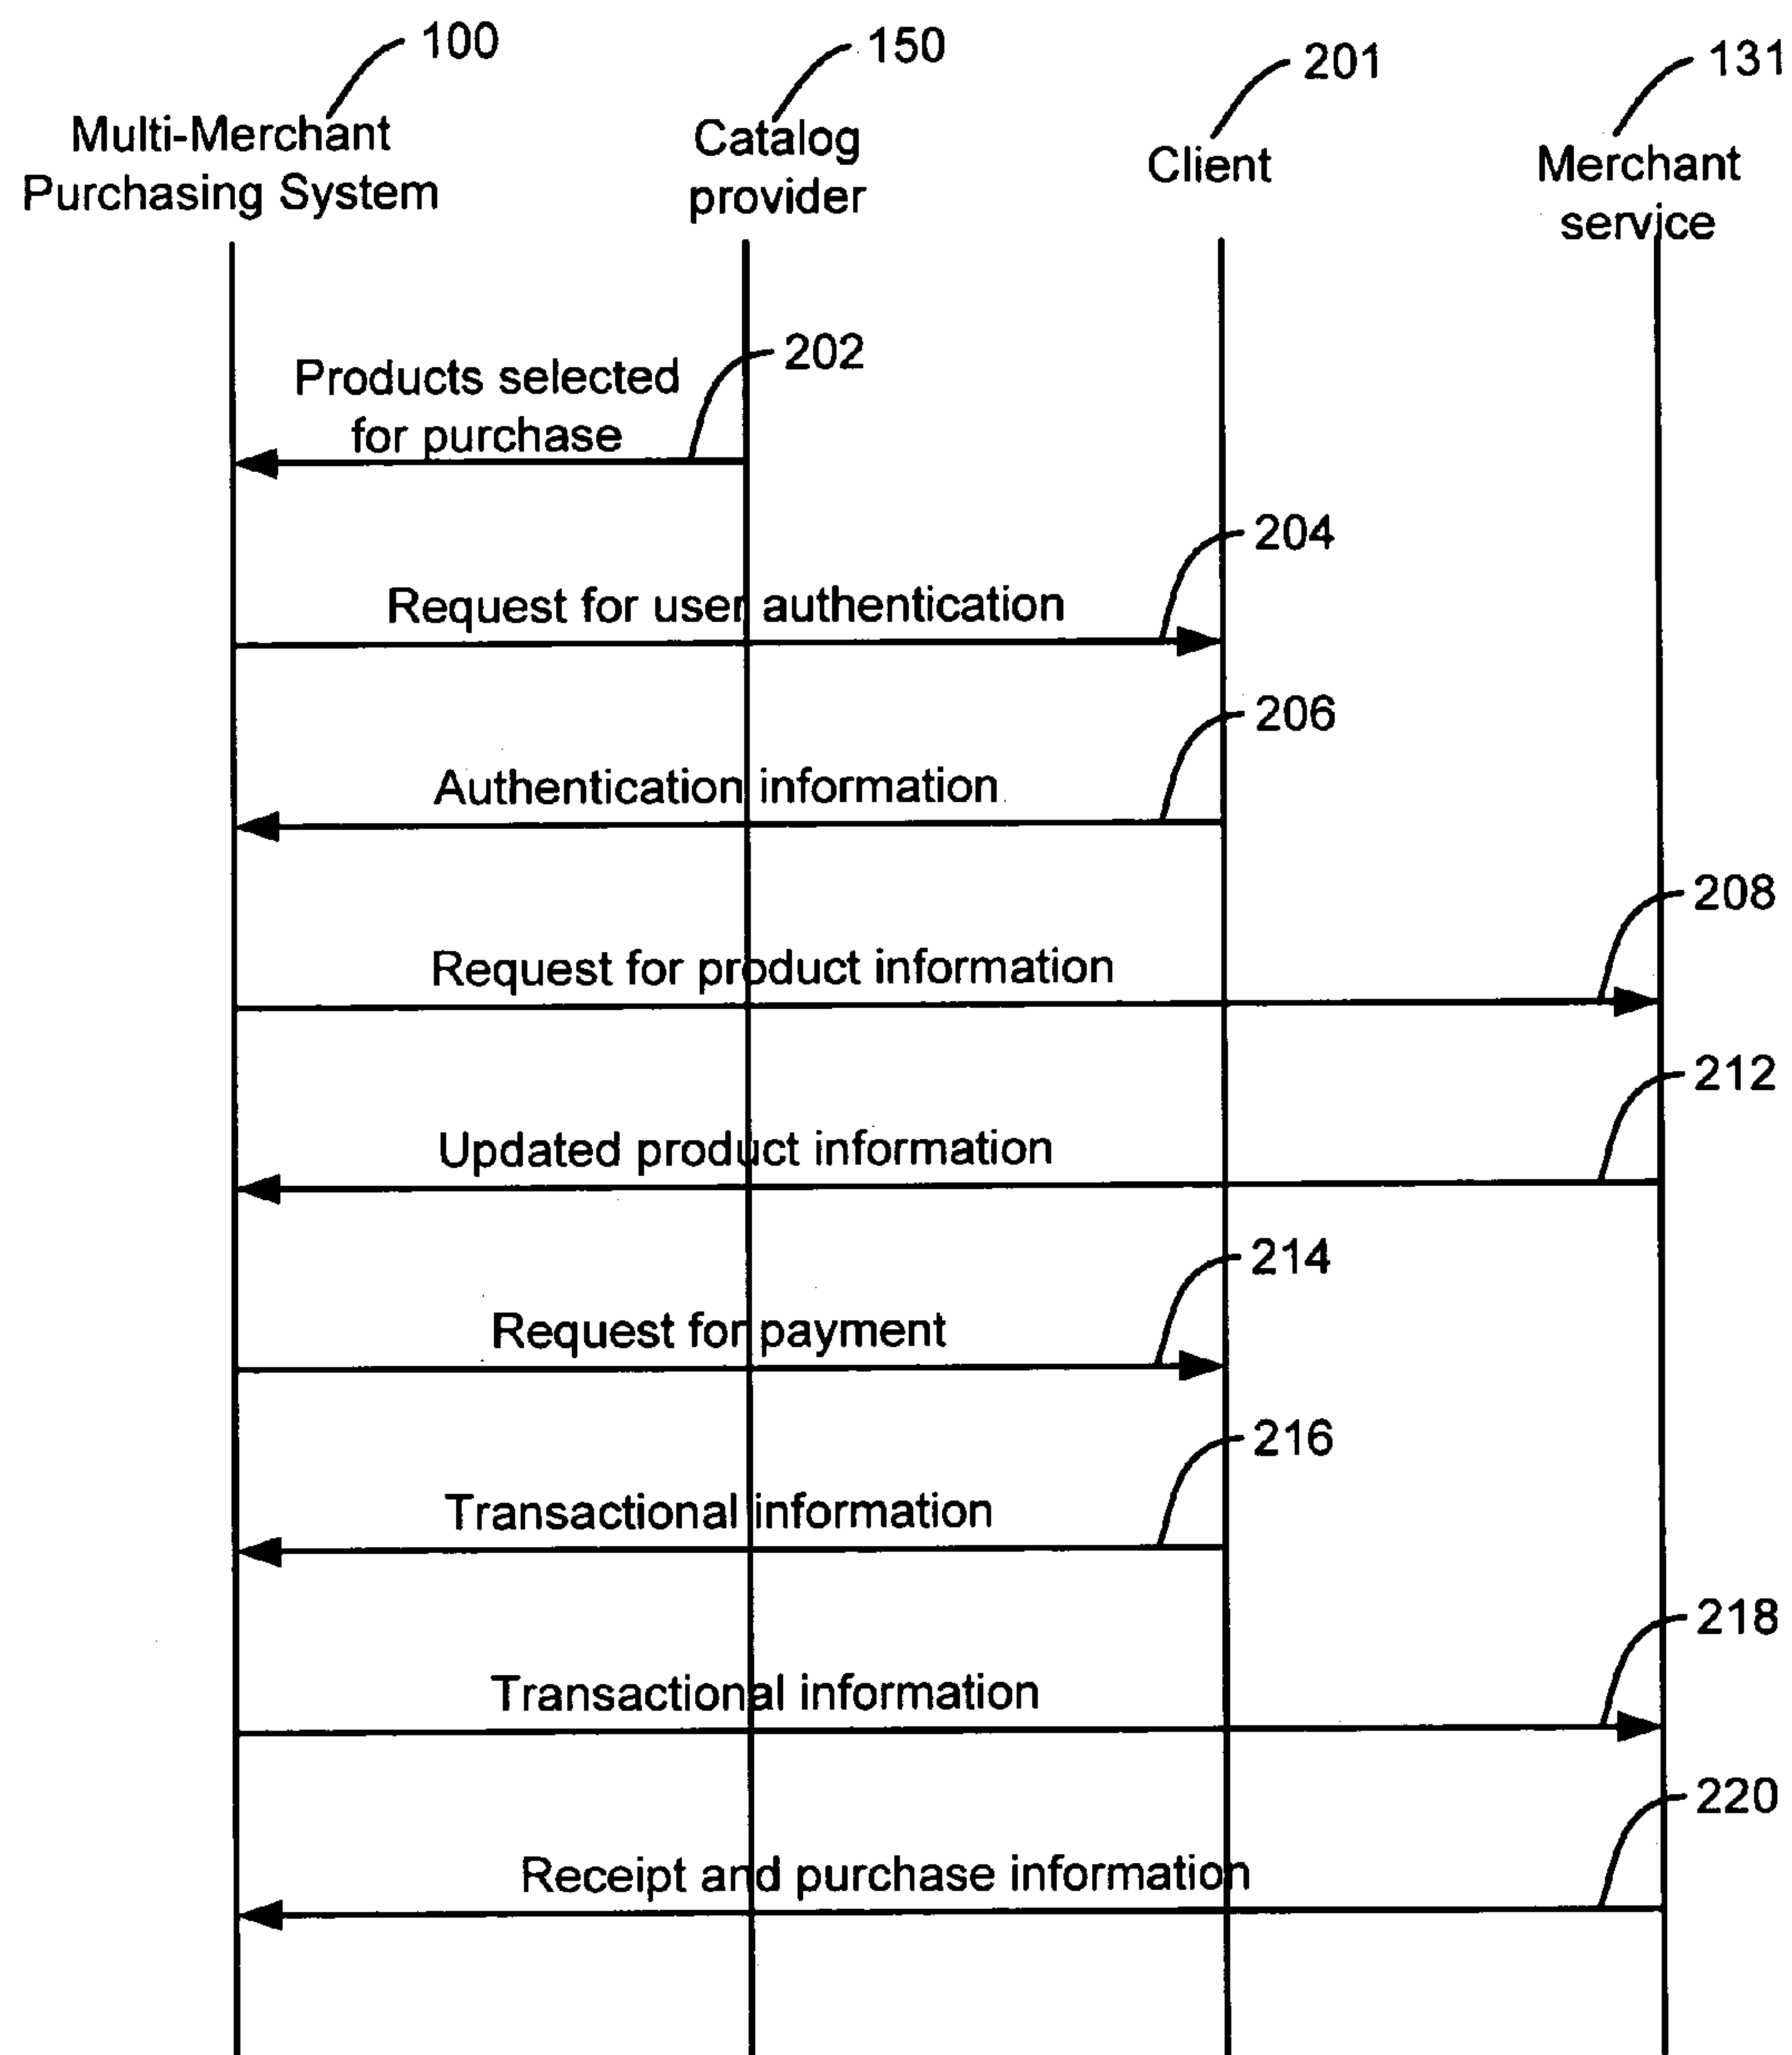 100
150
201
131
Multi-Merchant
Purchasing System
Catalog
provider
Client
Merchant
service
202
Products selected
for purchase
204
Request for user authentication
206
Authentication information
208
Request for product information
212
Updated product information
214
Request for payment
216
Transactional information
218
Transactional information
220
Receipt and purchase information